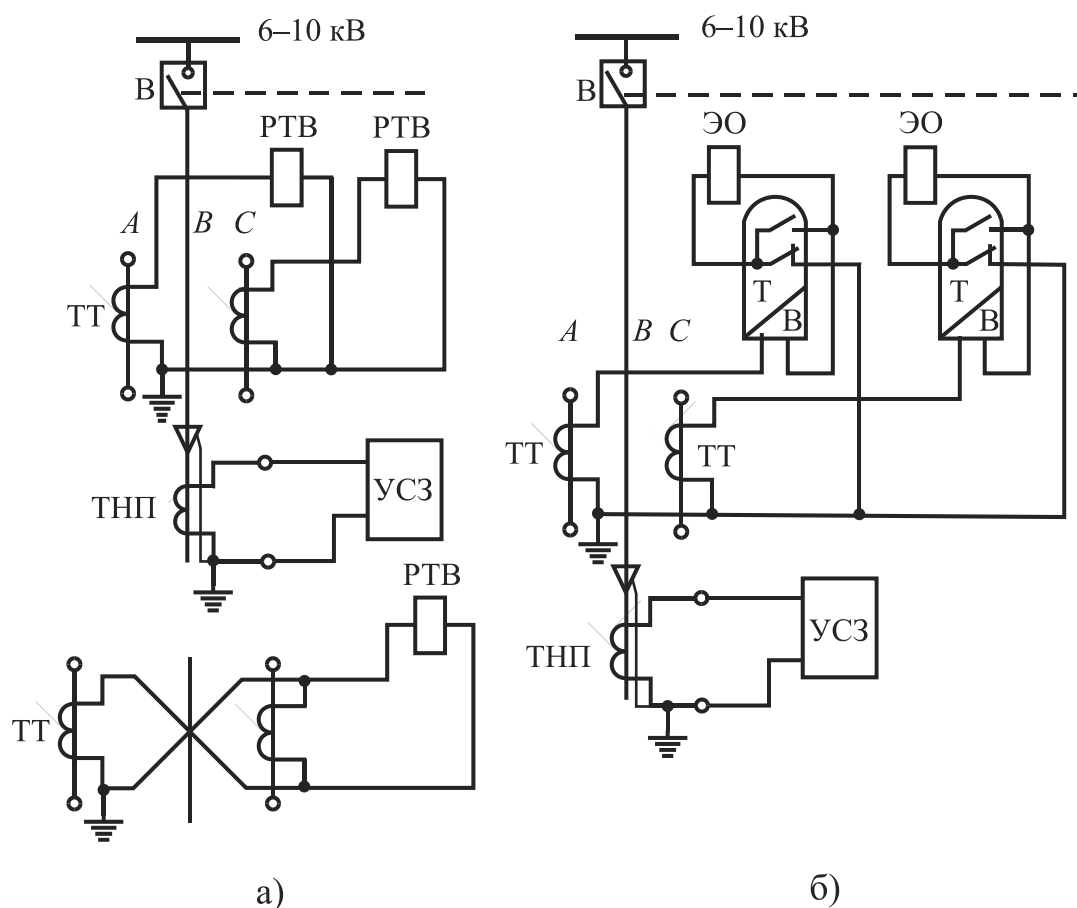 6–10 кВ
В
РТВ
РТВ
A
B
C
ТТ
ТНП
УСЗ
РТВ
ТТ
а)
6–10 кВ
В
ЭО
ЭО
Т
В
Т
В
A
B
C
ТТ
ТТ
ТНП
УСЗ
б)